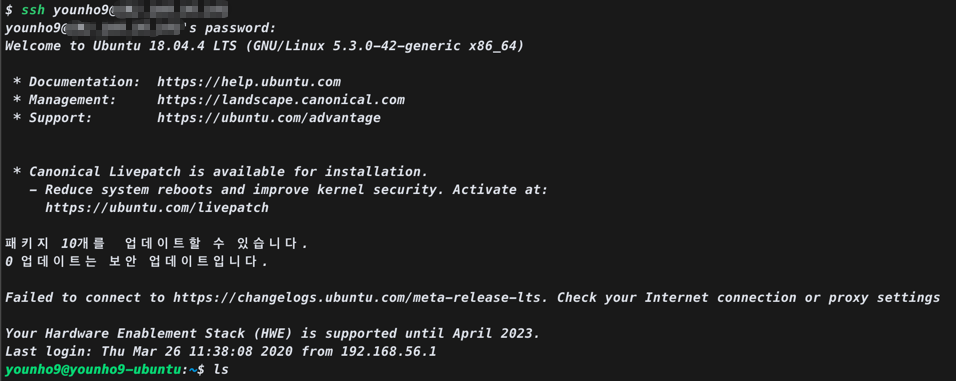 $ ssh younho9@
younho9@'s password:
Welcome to Ubuntu 18.04.4 LTS (GNU/Linux 5.3.0-42-generic x86_64)
* Documentation:  https://help.ubuntu.com
* Management:     https://landscape.canonical.com
* Support:        https://ubuntu.com/advantage
* Canonical Livepatch is available for installation.
- Reduce system reboots and improve kernel security. Activate at:
https://ubuntu.com/livepatch
패키지 10개를 업데이트할 수 있습니다.
0 업데이트는 보안 업데이트입니다.
Failed to connect to https://changelogs.ubuntu.com/meta-release-lts. Check your Internet connection or proxy settings
Your Hardware Enablement Stack (HWE) is supported until April 2023.
Last login: Thu Mar 26 11:38:08 2020 from 192.168.56.1
younho9@younho9-ubuntu:~$ ls